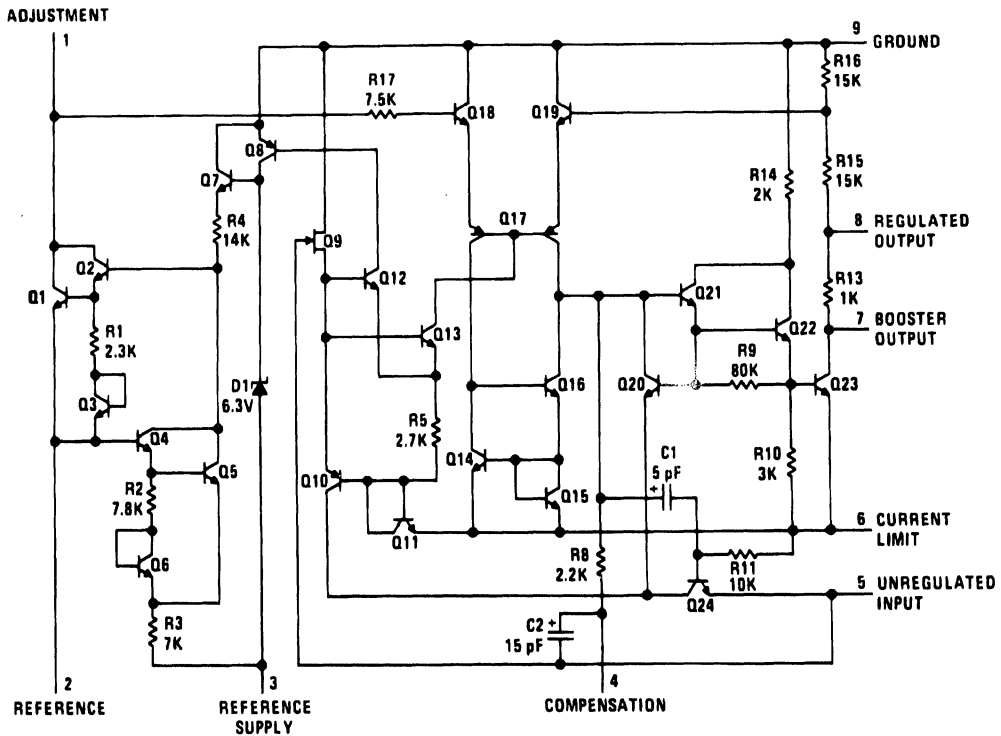 ADJUSTMENT
1
9
GROUND
R16
15K
R17
7.5K
Q18
Q19
Q8
Q7
R14
2K
R15
15K
R4
14K
Q17
8
REGULATED
OUTPUT
Q9
Q2
Q12
Q21
R13
1K
Q1
R1
2.3K
Q13
Q22
7
BOOSTER
OUTPUT
R9
80K
Q3
D1
6.3V
Q16
Q20
Q23
Q4
R5
2.7K
C1
+ 5 pF
Q14
R10
3K
Q5
R2
7.8K
Q10
Q15
6
CURRENT
LIMIT
Q11
R8
2.2K
Q6
R11
10K
5
UNREGULATED
INPUT
Q24
R3
7K
C2 +
15 pF
2
REFERENCE
3
REFERENCE
SUPPLY
4
COMPENSATION